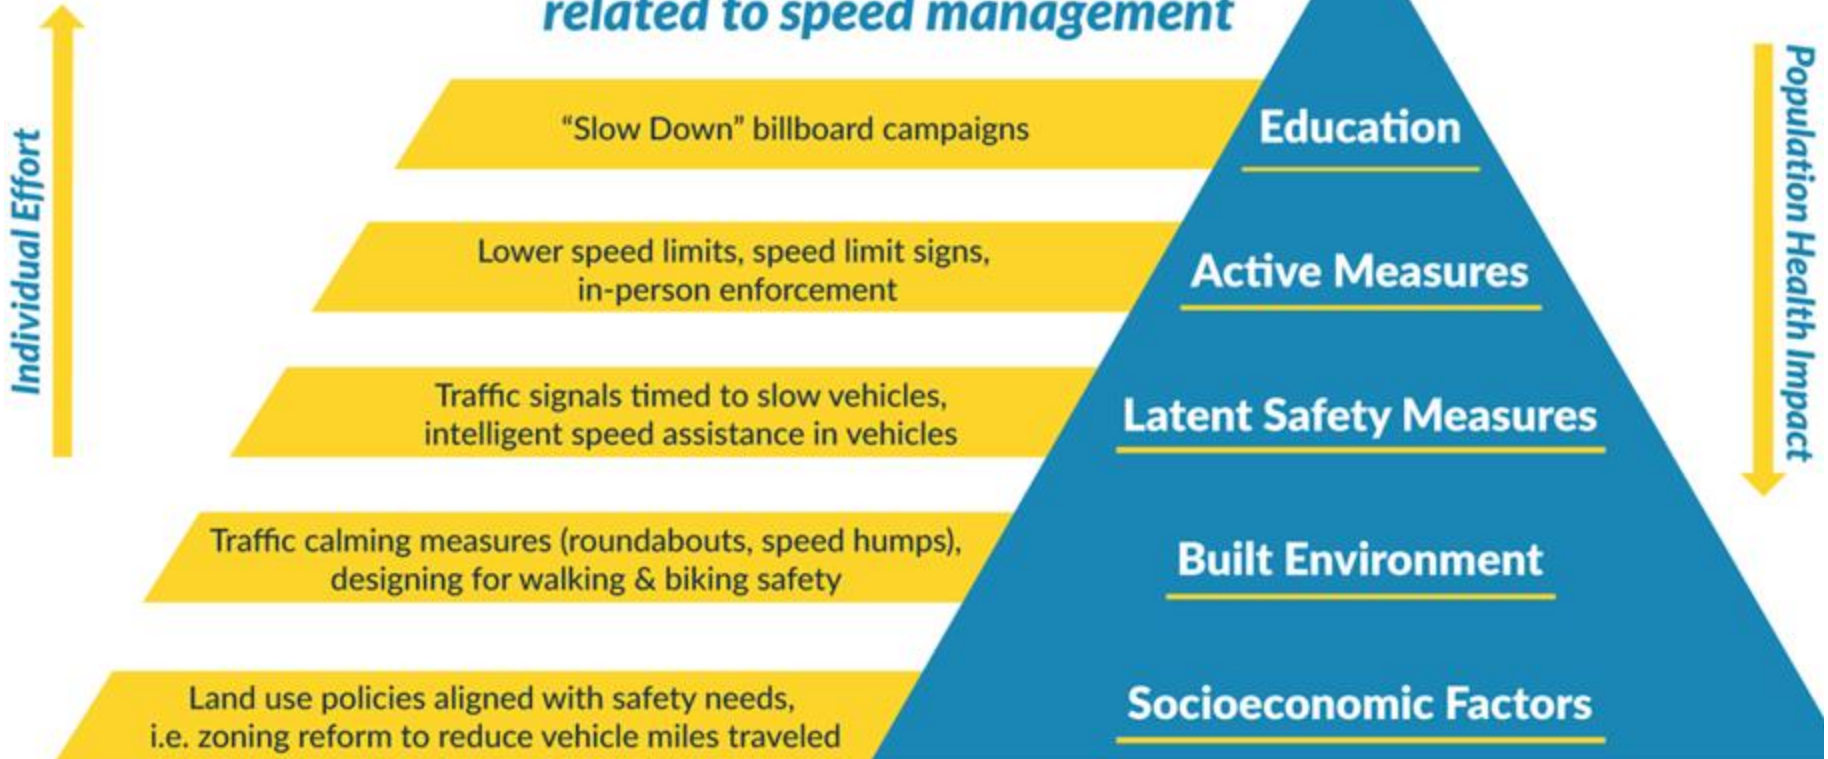 related to speed management
Individual Effort
Population Health Impact
“Slow Down” billboard campaigns
Education
Lower speed limits, speed limit signs,
in-person enforcement
Active Measures
Traffic signals timed to slow vehicles,
intelligent speed assistance in vehicles
Latent Safety Measures
Traffic calming measures (roundabouts, speed humps),
designing for walking & biking safety
Built Environment
Land use policies aligned with safety needs,
i.e. zoning reform to reduce vehicle miles traveled
Socioeconomic Factors